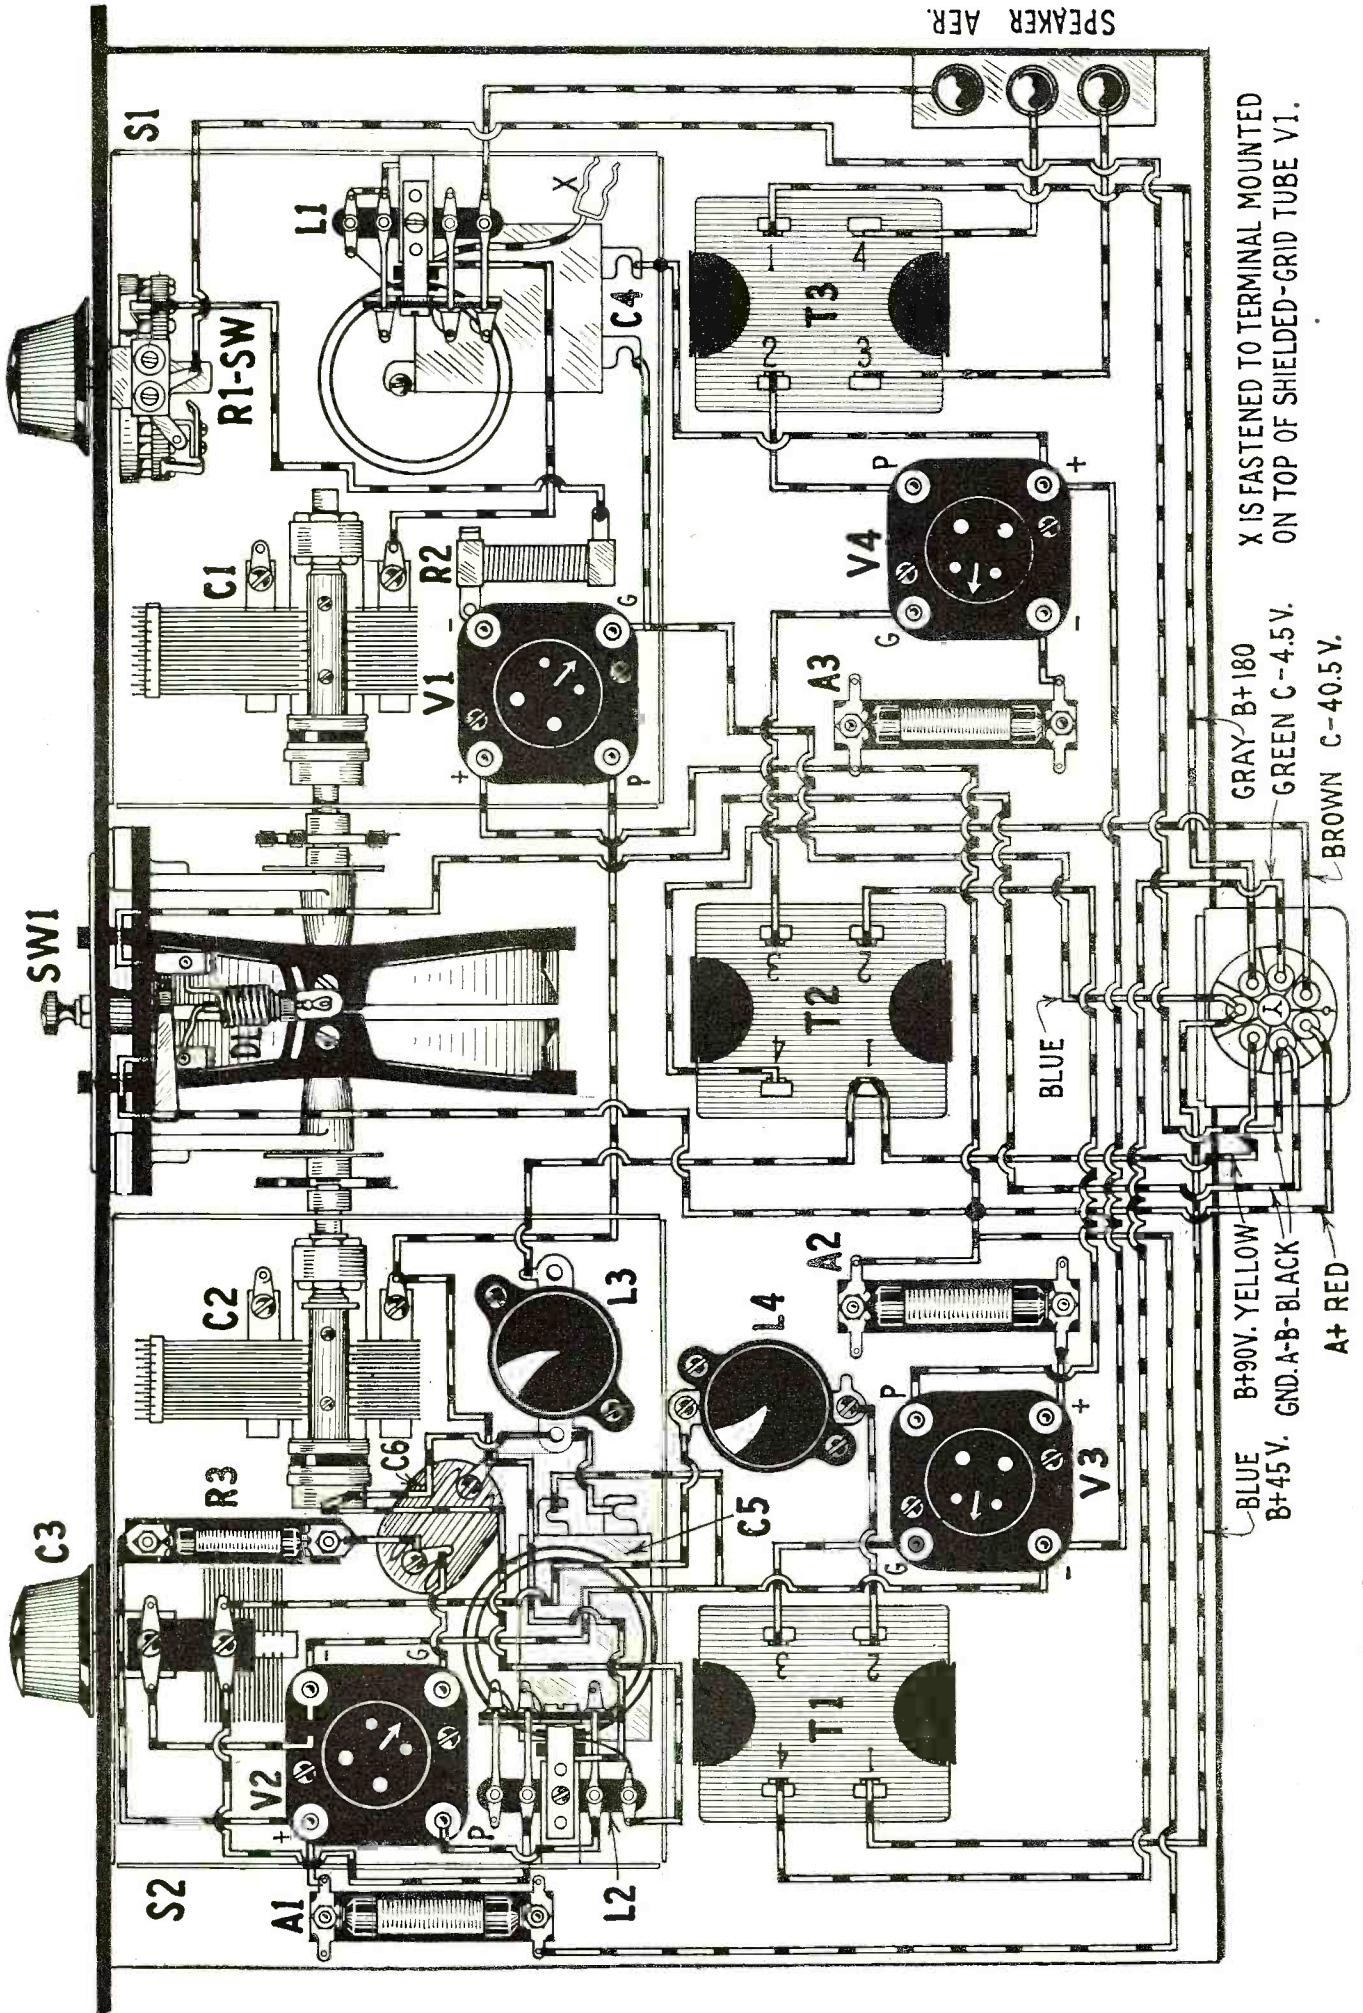 C3
SW1
S2
R3
C2
C1
R1-SW
S1
A1
V2
+
-
G
P
C6
L1
X
V1
+
-
G
P
R2
C4
L2
C5
L3
L4
T1
4
3
1
2
T2
4
3
1
2
T3
2
1
3
4
A2
V3
G
P
-
+
A3
V4
G
P
-
+
SPEAKER AER.
BLUE
Y
BLUE
B+45V.
B+90V. YELLOW
GND.A-B-BLACK
A+ RED
GRAY B+180
GREEN C-4.5V.
BROWN C-40.5V.
X IS FASTENED TO TERMINAL MOUNTED
ON TOP OF SHIELDED-GRID TUBE V1.